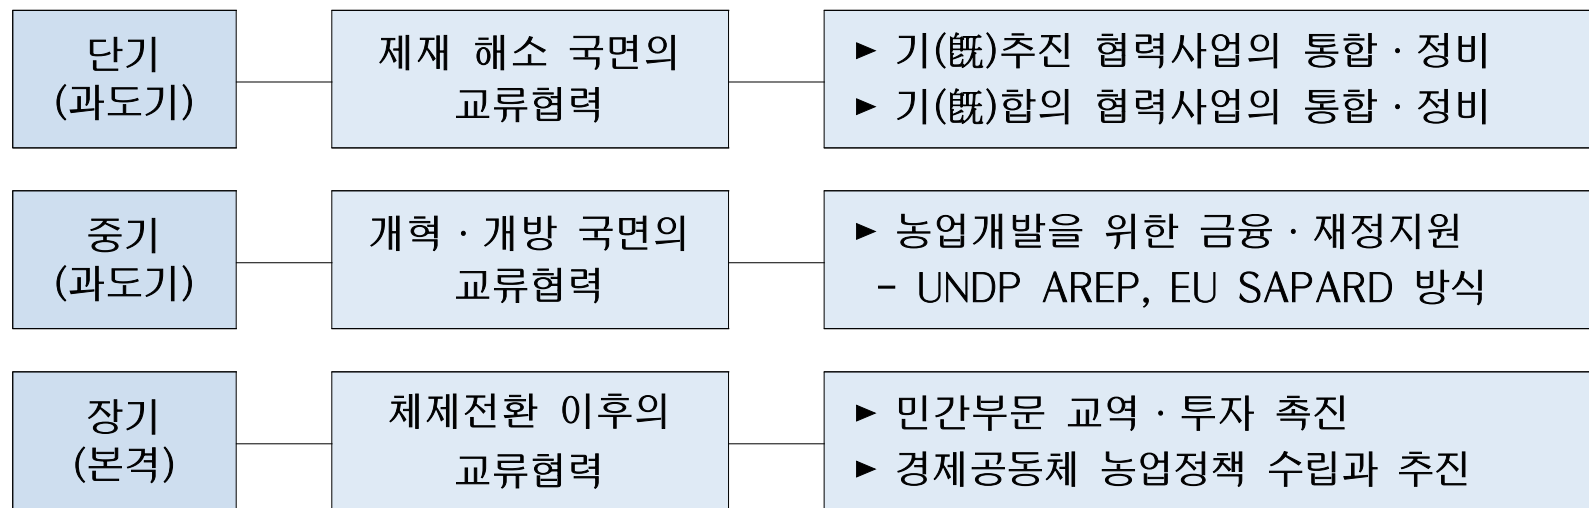 단기
(과도기)
제재 해소 국면의
교류협력
► 기(旣)추진 협력사업의 통합 · 정비
► 기(旣)합의 협력사업의 통합 · 정비
중기
(과도기)
개혁 · 개방 국면의
교류협력
► 농업개발을 위한 금융 · 재정지원
- UNDP AREP, EU SAPARD 방식
장기
(본격)
체제전환 이후의
교류협력
► 민간부문 교역 · 투자 촉진
► 경제공동체 농업정책 수립과 추진